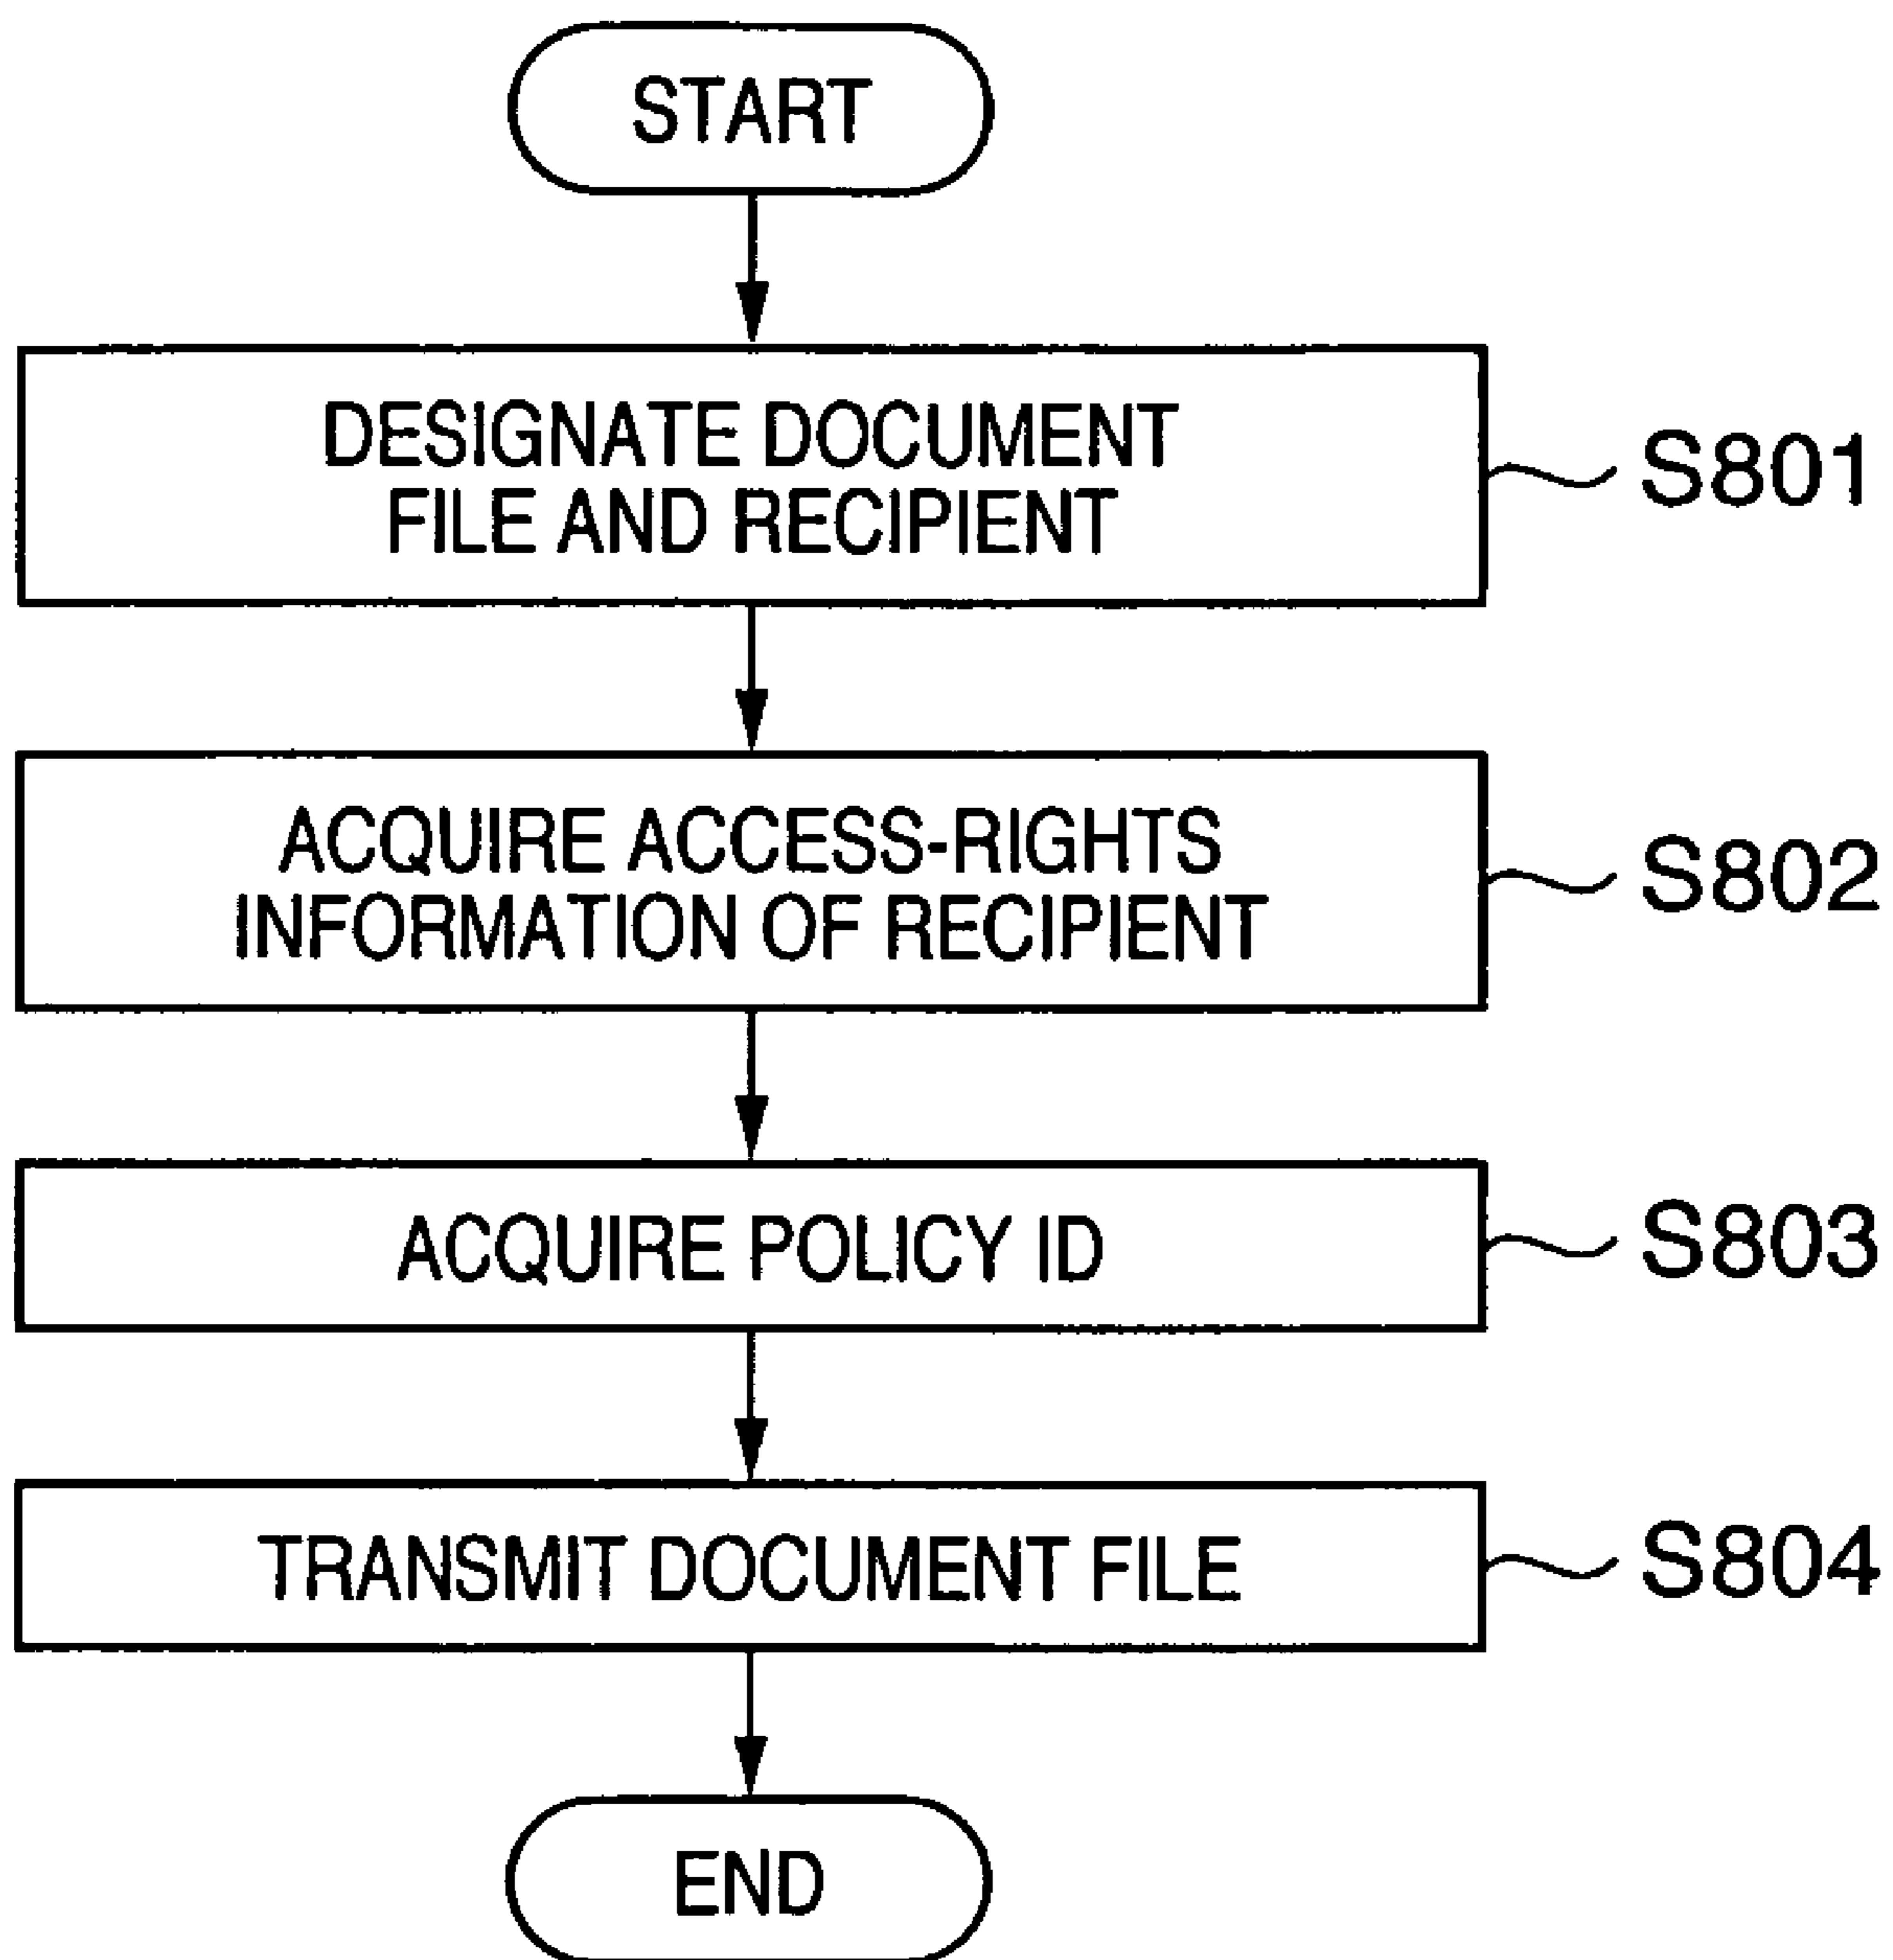 START
DESIGNATE DOCUMENT
FILE AND RECIPIENT
S801
ACQUIRE ACCESS-RIGHTS
INFORMATION OF RECIPIENT
S802
ACQUIRE POLICY ID
S803
TRANSMIT DOCUMENT FILE
S804
END